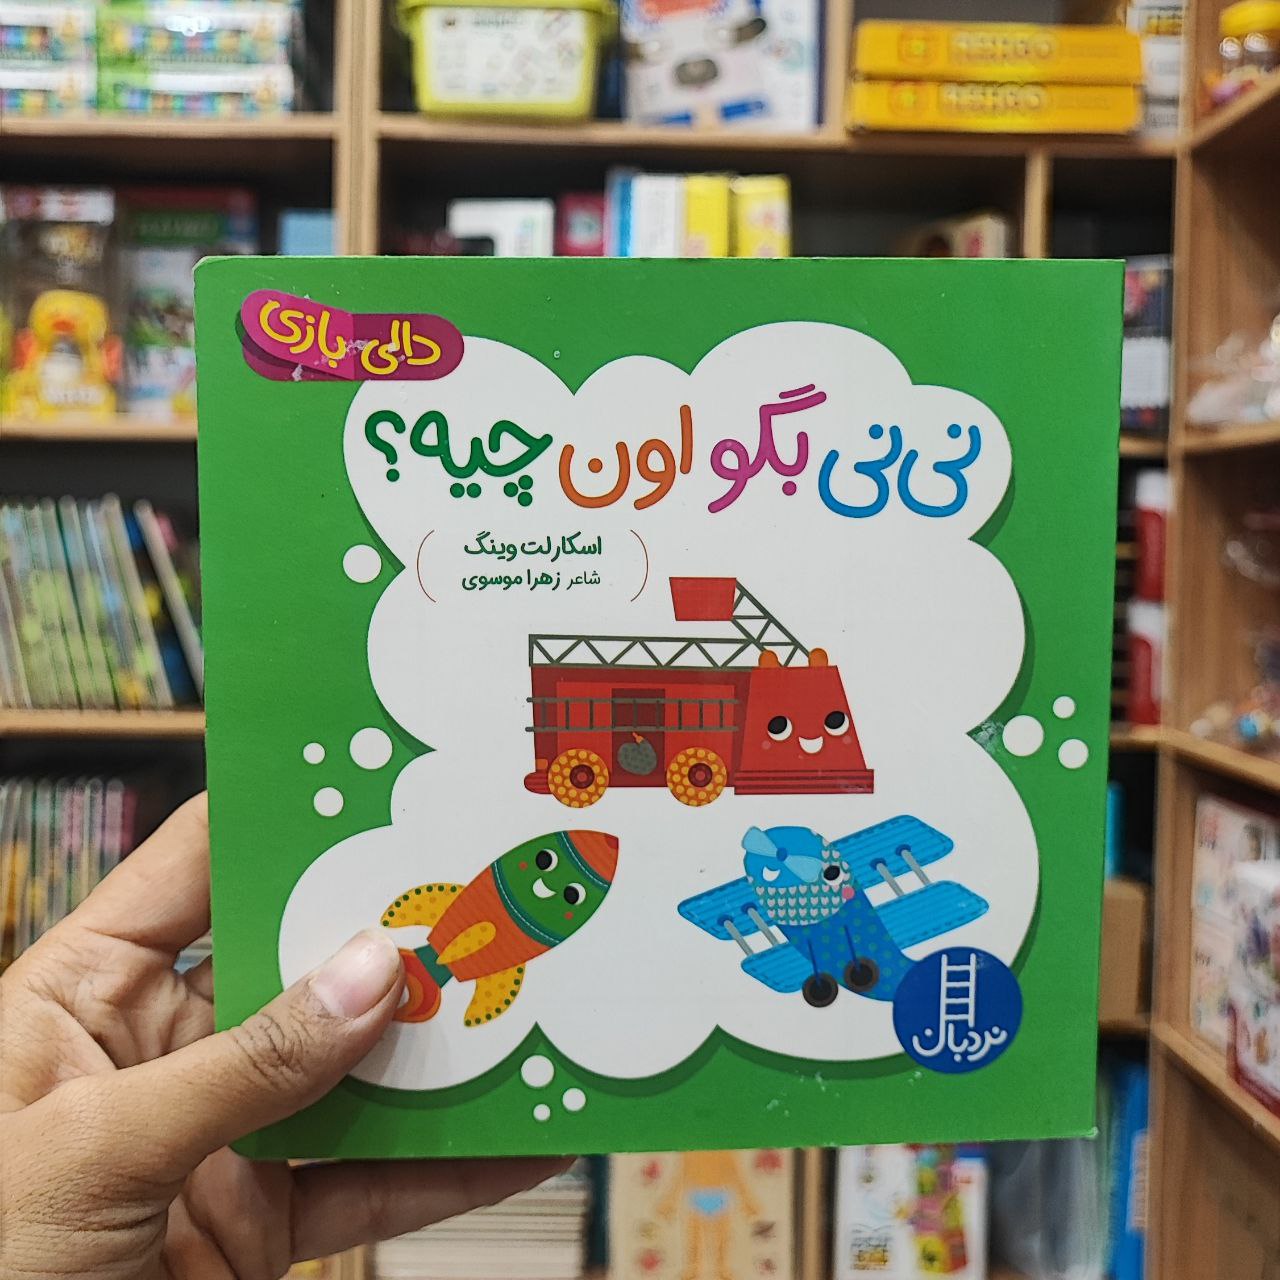 دالی بازی
نی‌نی بگو اون چیه؟
اسکارلت وینگ
شاعر زهرا موسوی
نردبان